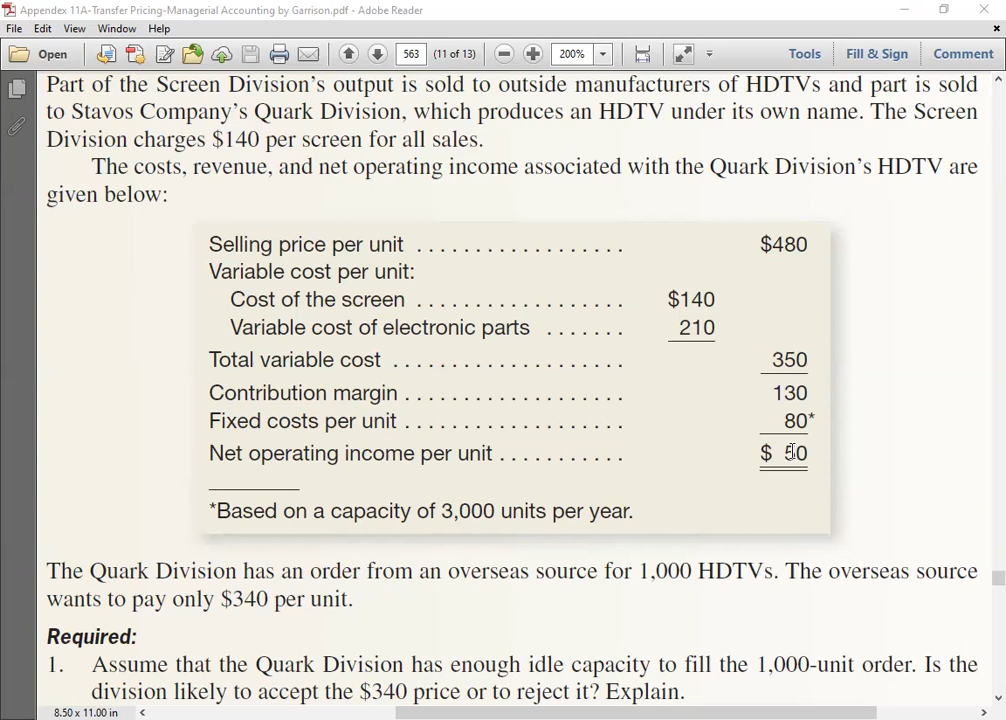 Appendix 11A-Transfer Pricing-Managerial Accounting by Garrison.pdf - Adobe Reader
File Edit View Window Help
Open 563 (11 of 13) 200% Tools Fill & Sign Comment
Part of the Screen Division's output is sold to outside manufacturers of HDTVs and part is sold
to Stavos Company's Quark Division, which produces an HDTV under its own name. The Screen
Division charges $140 per screen for all sales.
The costs, revenue, and net operating income associated with the Quark Division's HDTV are
given below:
Selling price per unit . . . . . . . . . . . . . . . . . . $480
Variable cost per unit:
Cost of the screen . . . . . . . . . . . . . . . . . . $140
Variable cost of electronic parts . . . . . . . 210
Total variable cost . . . . . . . . . . . . . . . . . . . . 350
Contribution margin . . . . . . . . . . . . . . . . . . . 130
Fixed costs per unit . . . . . . . . . . . . . . . . . . . 80*
Net operating income per unit . . . . . . . . . . . $ 50
*Based on a capacity of 3,000 units per year.
The Quark Division has an order from an overseas source for 1,000 HDTVs. The overseas source
wants to pay only $340 per unit.
Required:
1. Assume that the Quark Division has enough idle capacity to fill the 1,000-unit order. Is the
division likely to accept the $340 price or to reject it? Explain.
8.50 x 11.00 in